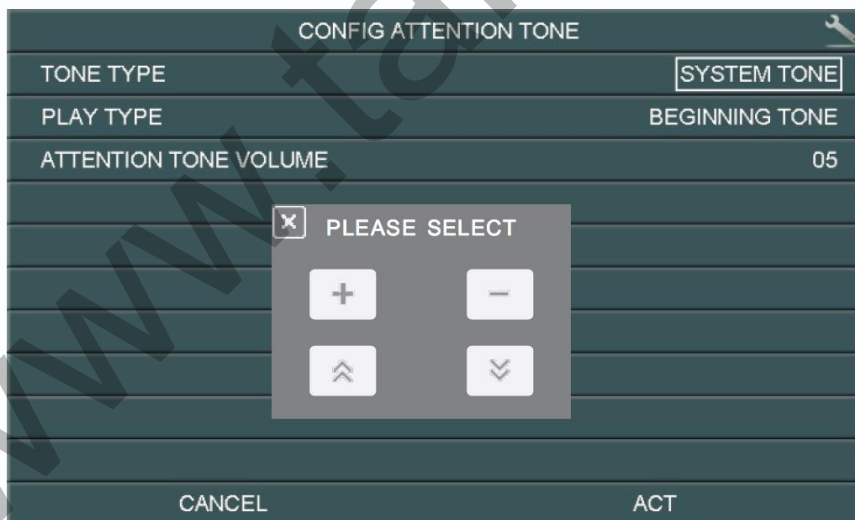 CONFIG ATTENTION TONE
TONE TYPE SYSTEM TONE
PLAY TYPE BEGINNING TONE
ATTENTION TONE VOLUME 05
PLEASE SELECT
CANCEL ACT